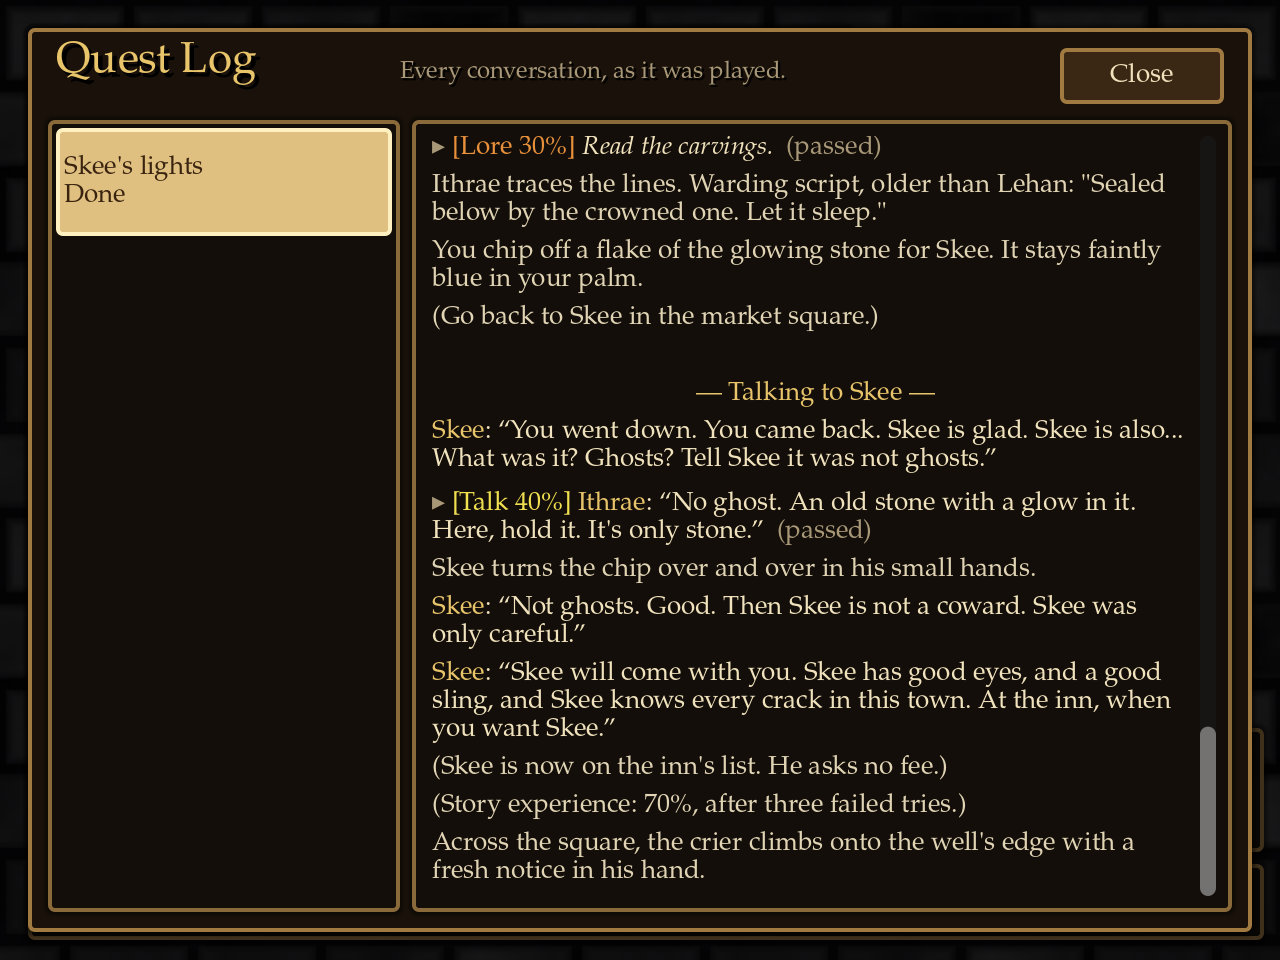 Quest Log
Every conversation, as it was played.
Close
Skee's lights
Done
▸ [Lore 30%] Read the carvings. (passed)
Ithrae traces the lines. Warding script, older than Lehan: "Sealed
below by the crowned one. Let it sleep."
You chip off a flake of the glowing stone for Skee. It stays faintly
blue in your palm.
(Go back to Skee in the market square.)
— Talking to Skee —
Skee: “You went down. You came back. Skee is glad. Skee is also...
What was it? Ghosts? Tell Skee it was not ghosts.”
▸ [Talk 40%] Ithrae: “No ghost. An old stone with a glow in it.
Here, hold it. It's only stone.” (passed)
Skee turns the chip over and over in his small hands.
Skee: “Not ghosts. Good. Then Skee is not a coward. Skee was
only careful.”
Skee: “Skee will come with you. Skee has good eyes, and a good
sling, and Skee knows every crack in this town. At the inn, when
you want Skee.”
(Skee is now on the inn's list. He asks no fee.)
(Story experience: 70%, after three failed tries.)
Across the square, the crier climbs onto the well's edge with a
fresh notice in his hand.